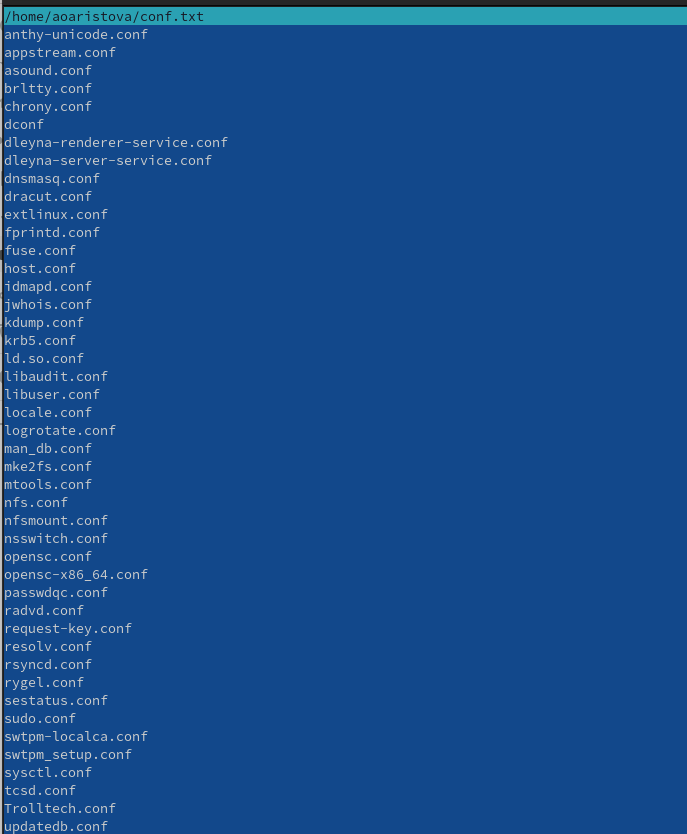 /home/aoaristova/conf.txt
anthy-unicode.conf
appstream.conf
asound.conf
brltty.conf
chrony.conf
dconf
dleyna-renderer-service.conf
dleyna-server-service.conf
dnsmasq.conf
dracut.conf
extlinux.conf
fprintd.conf
fuse.conf
host.conf
idmapd.conf
jwhois.conf
kdump.conf
krb5.conf
ld.so.conf
libaudit.conf
libuser.conf
locale.conf
logrotate.conf
man_db.conf
mke2fs.conf
mtools.conf
nfs.conf
nfsmount.conf
nsswitch.conf
opensc.conf
opensc-x86_64.conf
passwdqc.conf
radvd.conf
request-key.conf
resolv.conf
rsyncd.conf
rygel.conf
sestatus.conf
sudo.conf
swtpm-localca.conf
swtpm_setup.conf
sysctl.conf
tcsd.conf
Trolltech.conf
updatedb.conf